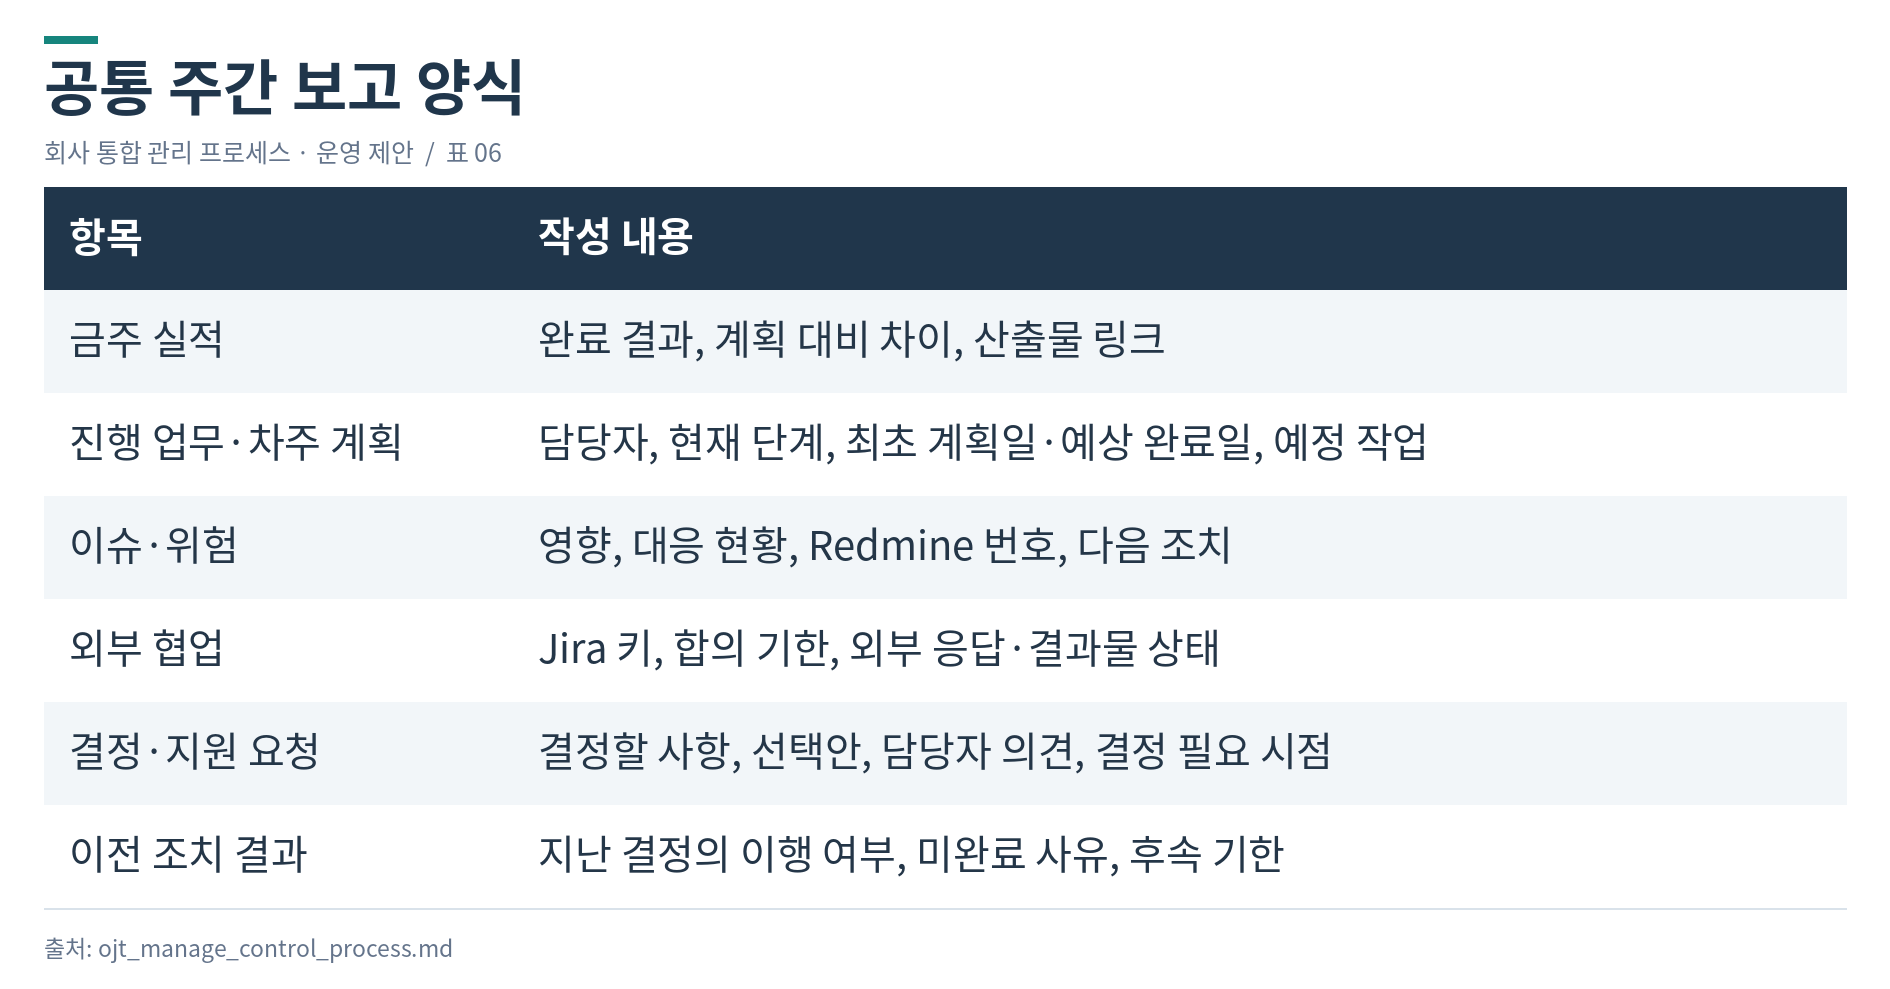 공통 주간 보고 양식
회사 통합 관리 프로세스 · 운영 제안 / 표 06
항목 작성 내용
금주 실적 완료 결과, 계획 대비 차이, 산출물 링크
진행 업무·차주 계획 담당자, 현재 단계, 최초 계획일·예상 완료일, 예정 작업
이슈·위험 영향, 대응 현황, Redmine 번호, 다음 조치
외부 협업 Jira 키, 합의 기한, 외부 응답·결과물 상태
결정·지원 요청 결정할 사항, 선택안, 담당자 의견, 결정 필요 시점
이전 조치 결과 지난 결정의 이행 여부, 미완료 사유, 후속 기한
출처: ojt_manage_control_process.md